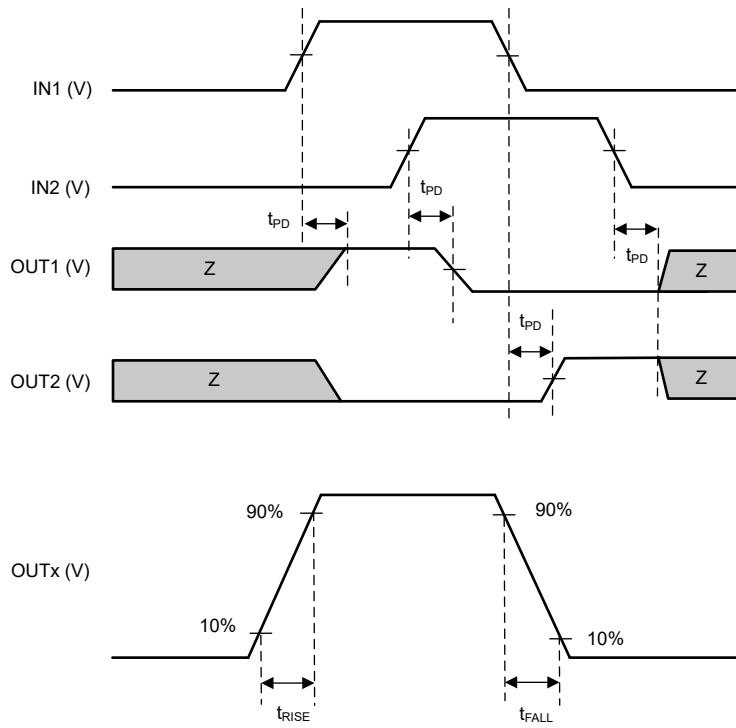 IN1 (V)
IN2 (V)
tPD
tPD
tPD
OUT1 (V)
Z
Z
tPD
OUT2 (V)
Z
Z
90%
90%
OUTx (V)
10%
10%
tRISE
tFALL